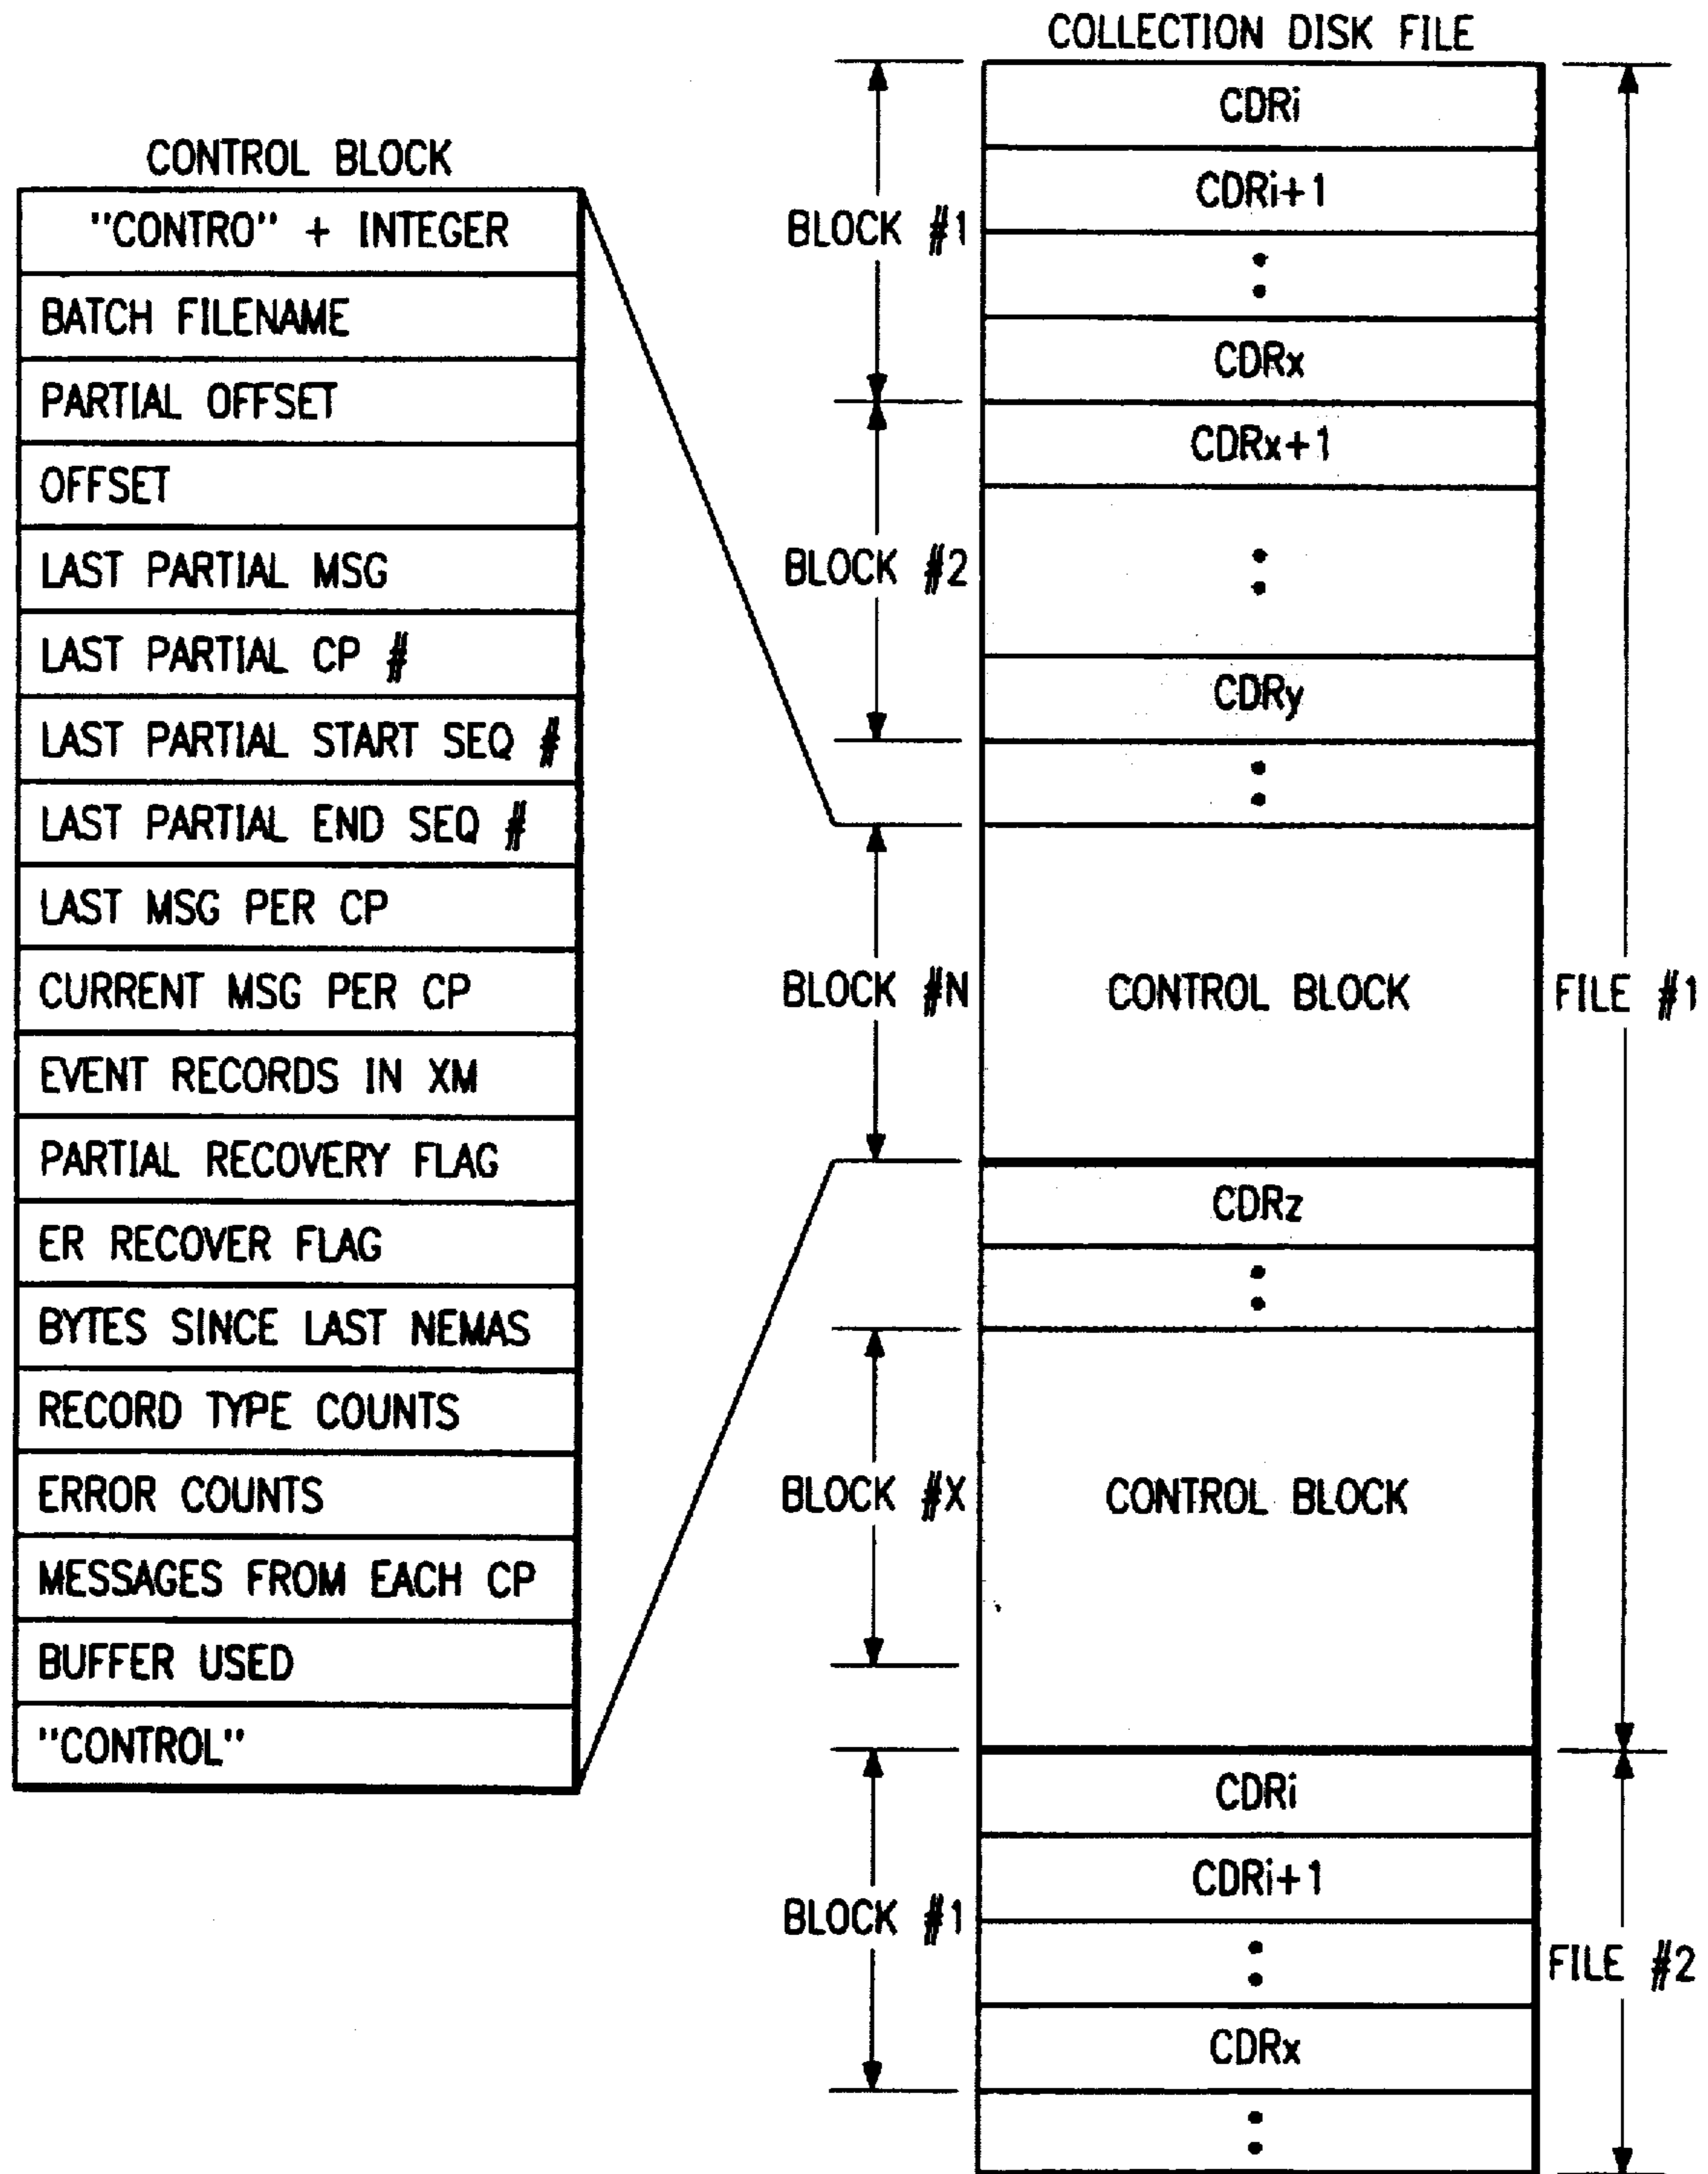 CONTROL BLOCK
"CONTRO" + INTEGER
BATCH FILENAME
PARTIAL OFFSET
OFFSET
LAST PARTIAL MSG
LAST PARTIAL CP #
LAST PARTIAL START SEQ #
LAST PARTIAL END SEQ #
LAST MSG PER CP
CURRENT MSG PER CP
EVENT RECORDS IN XM
PARTIAL RECOVERY FLAG
ER RECOVER FLAG
BYTES SINCE LAST NEMAS
RECORD TYPE COUNTS
ERROR COUNTS
MESSAGES FROM EACH CP
BUFFER USED
"CONTROL"
COLLECTION DISK FILE
BLOCK #1
CDRi
CDRi+1
CDRx
BLOCK #2
CDRx+1
CDRy
BLOCK #N
CONTROL BLOCK
FILE #1
CDRz
BLOCK #X
CONTROL BLOCK
BLOCK #1
CDRi
CDRi+1
CDRx
FILE #2